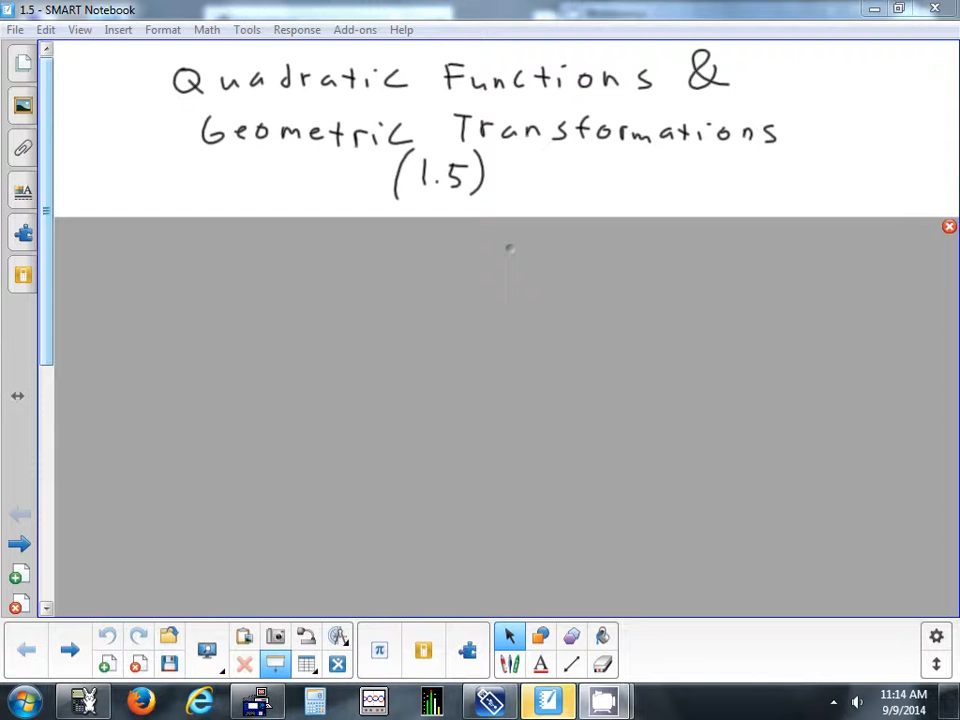 1.5 - SMART Notebook
File Edit View Insert Format Math Tools Response Add-ons Help
Quadratic Functions &
Geometric Transformations
(1.5)
π
A
11:14 AM
9/9/2014